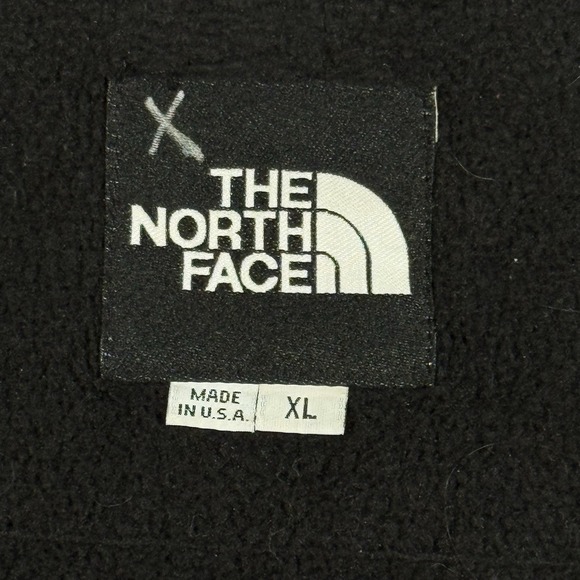 X
THE
NORTH
FACE
MADE
IN U.S.A.
XL